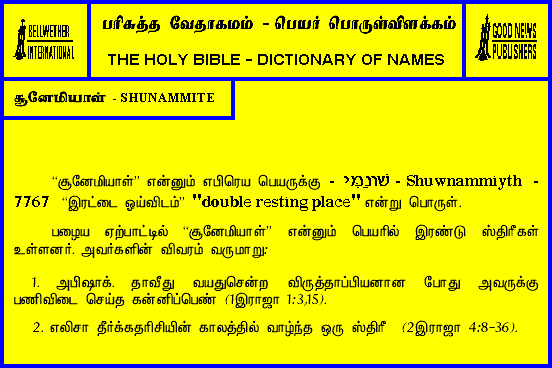 BELLWETHER
INTERNATIONAL
பரிசுத்த வேதாகமம் - பெயர் பொருள்விளக்கம்
THE HOLY BIBLE - DICTIONARY OF NAMES
GOOD NEWS
PUBLISHERS
சூனேமியாள் - SHUNAMMITE
“சூனேமியாள்” என்னும் எபிரெய பெயருக்கு - שׁוּנַמִּי - Shuwnammiyth -
7767 “இரட்டை ஓய்விடம்” "double resting place" என்று பொருள்.
பழைய ஏற்பாட்டில் “சூனேமியாள்” என்னும் பெயரில் இரண்டு ஸ்திரீகள்
உள்ளனர். அவர்களின் விவரம் வருமாறு:
1. அபிஷாக். தாவீது வயதுசென்ற விருத்தாப்பியனான போது அவருக்கு
பணிவிடை செய்த கன்னிப்பெண் (1இராஜா 1:3,15).
2. எலிசா தீர்க்கதரிசியின் காலத்தில் வாழ்ந்த ஒரு ஸ்திரீ (2இராஜா 4:8-36).